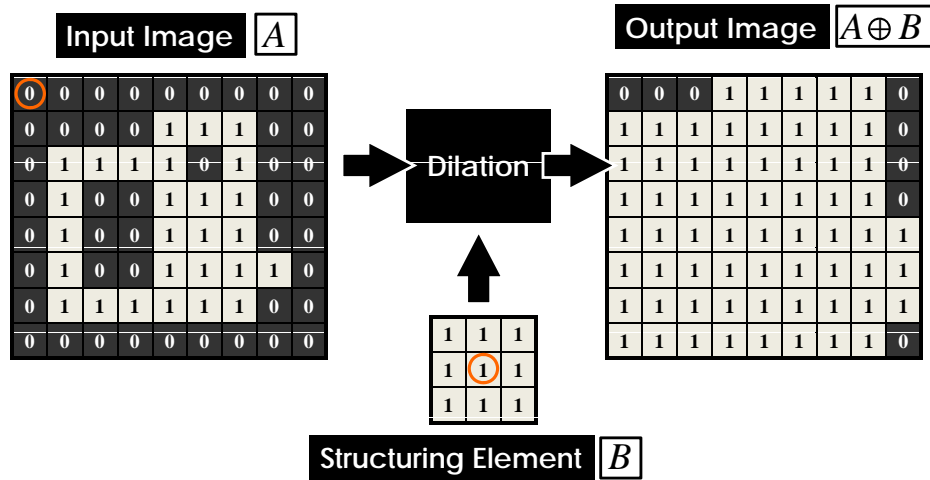 Input Image A
Output Image A ⊕ B
0 0 0 0 0 0 0 0 0
0 0 0 0 1 1 1 0 0
0 1 1 1 1 0 1 0 0
0 1 0 0 1 1 1 0 0
0 1 0 0 1 1 1 0 0
0 1 0 0 1 1 1 1 0
0 1 1 1 1 1 1 0 0
0 0 0 0 0 0 0 0 0
Dilation
0 0 0 1 1 1 1 1 0
1 1 1 1 1 1 1 1 0
1 1 1 1 1 1 1 1 0
1 1 1 1 1 1 1 1 0
1 1 1 1 1 1 1 1 1
1 1 1 1 1 1 1 1 1
1 1 1 1 1 1 1 1 1
1 1 1 1 1 1 1 1 0
1 1 1
1 1 1
1 1 1
Structuring Element B